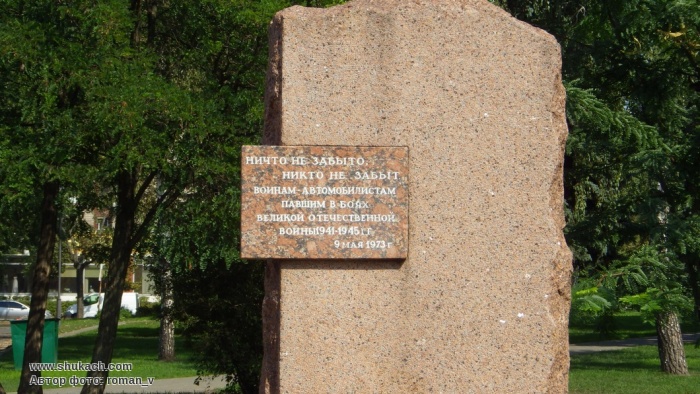 НИЧТО НЕ ЗАБЫТО,
НИКТО НЕ ЗАБЫТ
ВОИНАМ-АВТОМОБИЛИСТАМ
ПАВШИМ В БОЯХ
ВЕЛИКОЙ ОТЕЧЕСТВЕННОЙ
ВОЙНЫ 1941-1945 ГГ.
9 МАЯ 1973 Г
www.shukach.com
Автор фото: roman_v